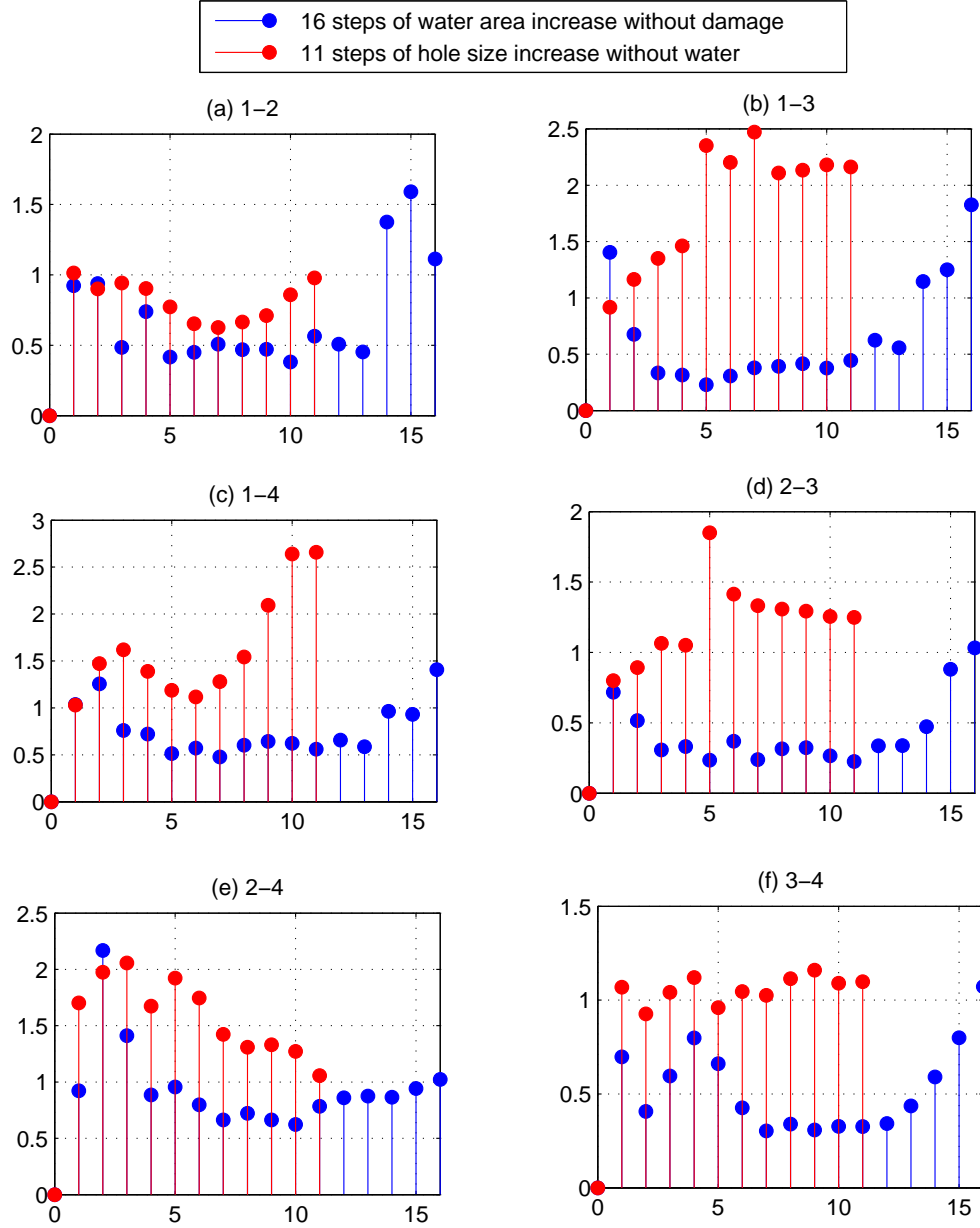 16 steps of water area increase without damage
11 steps of hole size increase without water
(a) 1−2
2
1.5
1
0.5
0
0 5 10 15
(b) 1−3
2.5
2
1.5
1
0.5
0
0 5 10 15
(c) 1−4
3
2.5
2
1.5
1
0.5
0
0 5 10 15
(d) 2−3
2
1.5
1
0.5
0
0 5 10 15
(e) 2−4
2.5
2
1.5
1
0.5
0
0 5 10 15
(f) 3−4
1.5
1
0.5
0
0 5 10 15